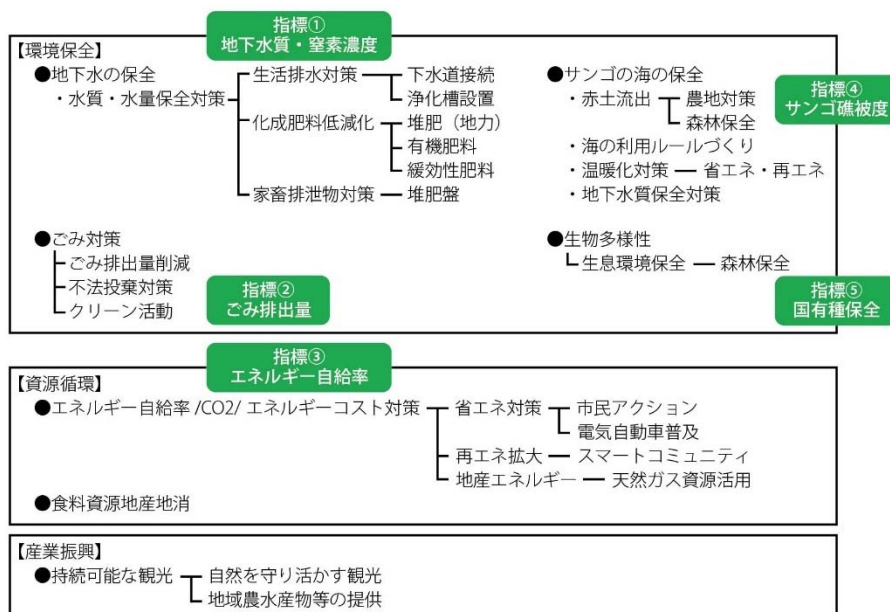 指標①
地下水質・窒素濃度
【環境保全】
●地下水の保全
・水質・水量保全対策
生活排水対策
下水道接続
浄化槽設置
化成肥料低減化
堆肥（地力）
有機肥料
緩効性肥料
家畜排泄物対策
堆肥盤
●サンゴの海の保全
・赤土流出
農地対策
森林保全
・海の利用ルールづくり
・温暖化対策
省エネ・再エネ
・地下水質保全対策
指標④
サンゴ礁被度
●ごみ対策
ごみ排出量削減
不法投棄対策
クリーン活動
指標②
ごみ排出量
●生物多様性
生息環境保全
森林保全
指標⑤
国有種保全
指標③
エネルギー自給率
【資源循環】
●エネルギー自給率/CO2/エネルギーコスト対策
省エネ対策
市民アクション
電気自動車普及
再エネ拡大
スマートコミュニティ
地産エネルギー
天然ガス資源活用
●食料資源地産地消
【産業振興】
●持続可能な観光
自然を守り活かす観光
地域農水産物等の提供